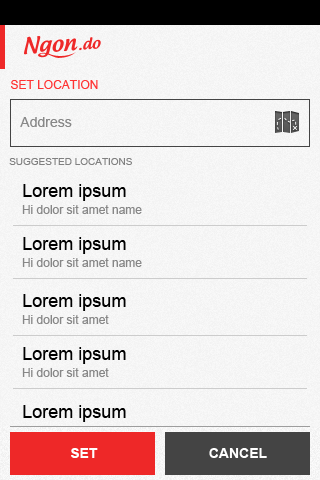 Ngon.do
SET LOCATION
Address
SUGGESTED LOCATIONS
Lorem ipsum
Hi dolor sit amet name
Lorem ipsum
Hi dolor sit amet name
Lorem ipsum
Hi dolor sit amet
Lorem ipsum
Hi dolor sit amet
Lorem ipsum
SET CANCEL